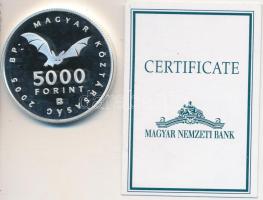 MAGYAR KÖZTÁRSASÁG 2005 BP.
5000
FORINT
CERTIFICATE
MAGYAR NEMZETI BANK